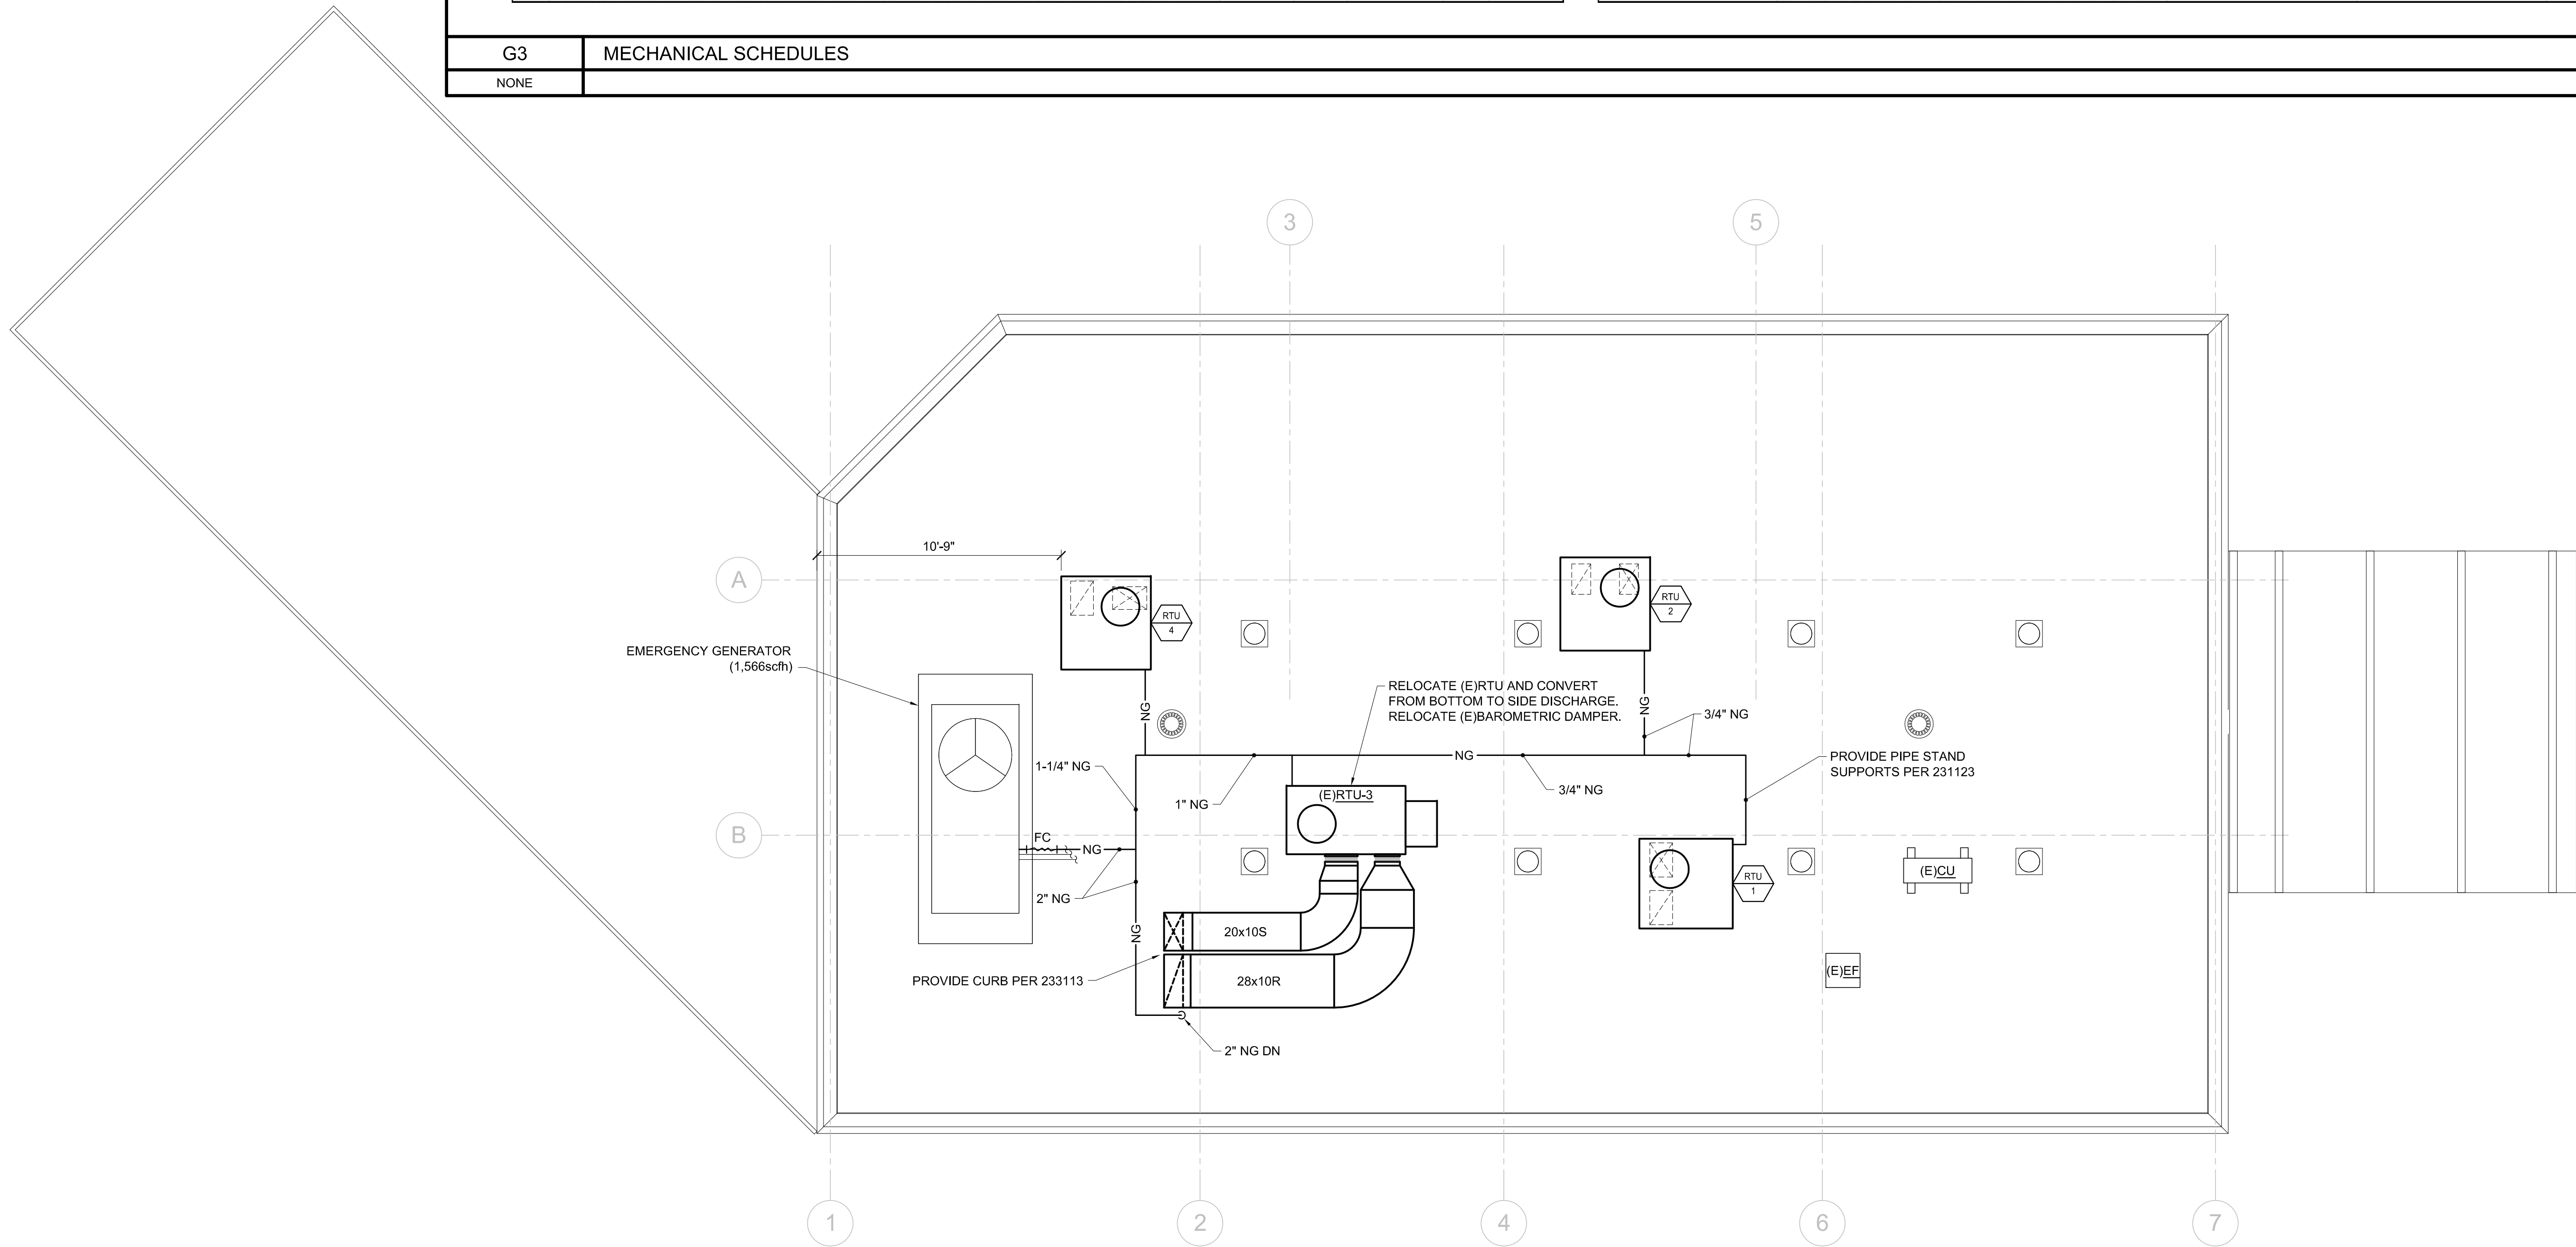 G3 MECHANICAL SCHEDULES
NONE
3
5
10'-9"
A
RTU
4
RTU
2
EMERGENCY GENERATOR
(1,566scfh)
NG
NG
RELOCATE (E)RTU AND CONVERT
FROM BOTTOM TO SIDE DISCHARGE.
RELOCATE (E)BAROMETRIC DAMPER.
3/4" NG
NG
1-1/4" NG
PROVIDE PIPE STAND
SUPPORTS PER 231123
1" NG
(E)RTU-3
3/4" NG
B
FC
NG
2" NG
RTU
1
(E)CU
NG
20x10S
28x10R
PROVIDE CURB PER 233113
(E)EF
2" NG DN
1
2
4
6
7